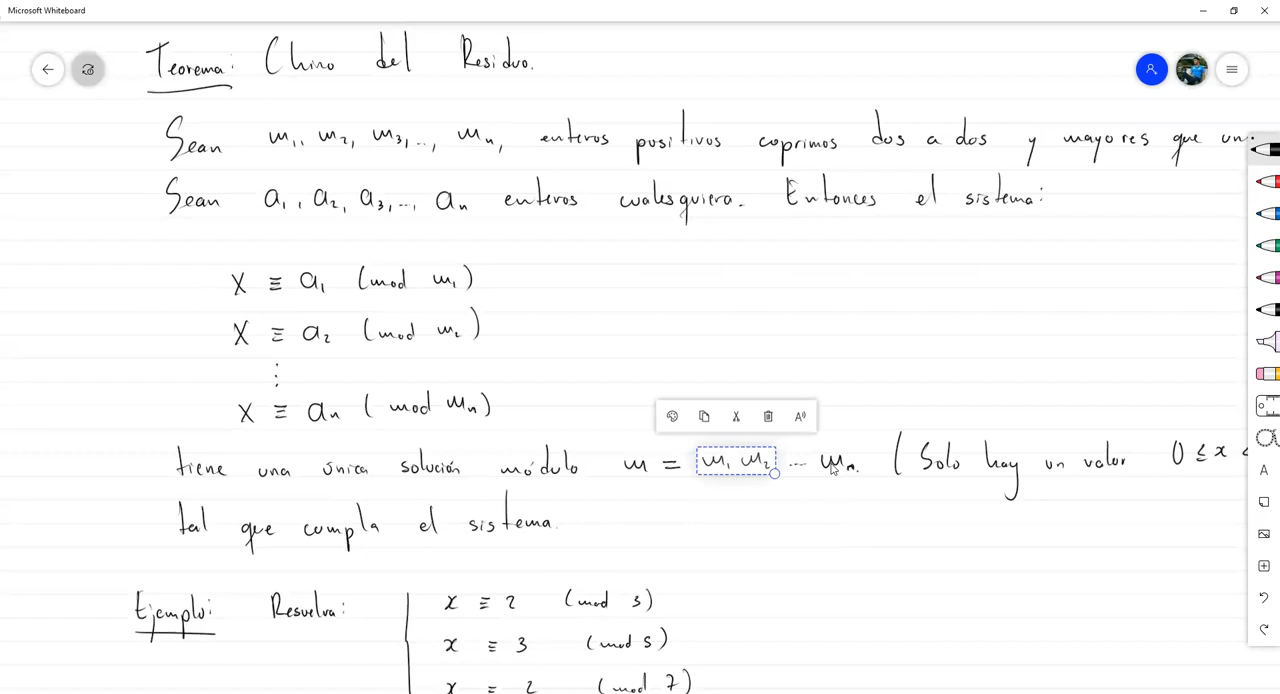 Microsoft Whiteboard
Teorema: Chino del Residuo.
Sean m₁, m₂, m₃, .., mₙ, enteros positivos coprimos dos a dos y mayores que un
Sean a₁, a₂, a₃, ..., aₙ enteros cualesquiera. Entonces el sistema:
X ≡ a₁ (mod m₁)
X ≡ a₂ (mod m₂)
⋮
X ≡ aₙ (mod mₙ)
tiene una única solución módulo m = m₁ m₂ ... mₙ. ( Solo hay un valor 0 ≤ x <
tal que cumpla el sistema.
Ejemplo: Resuelva:
x ≡ 2 (mod 3)
x ≡ 3 (mod 5)
x ≡ 2 (mod 7)